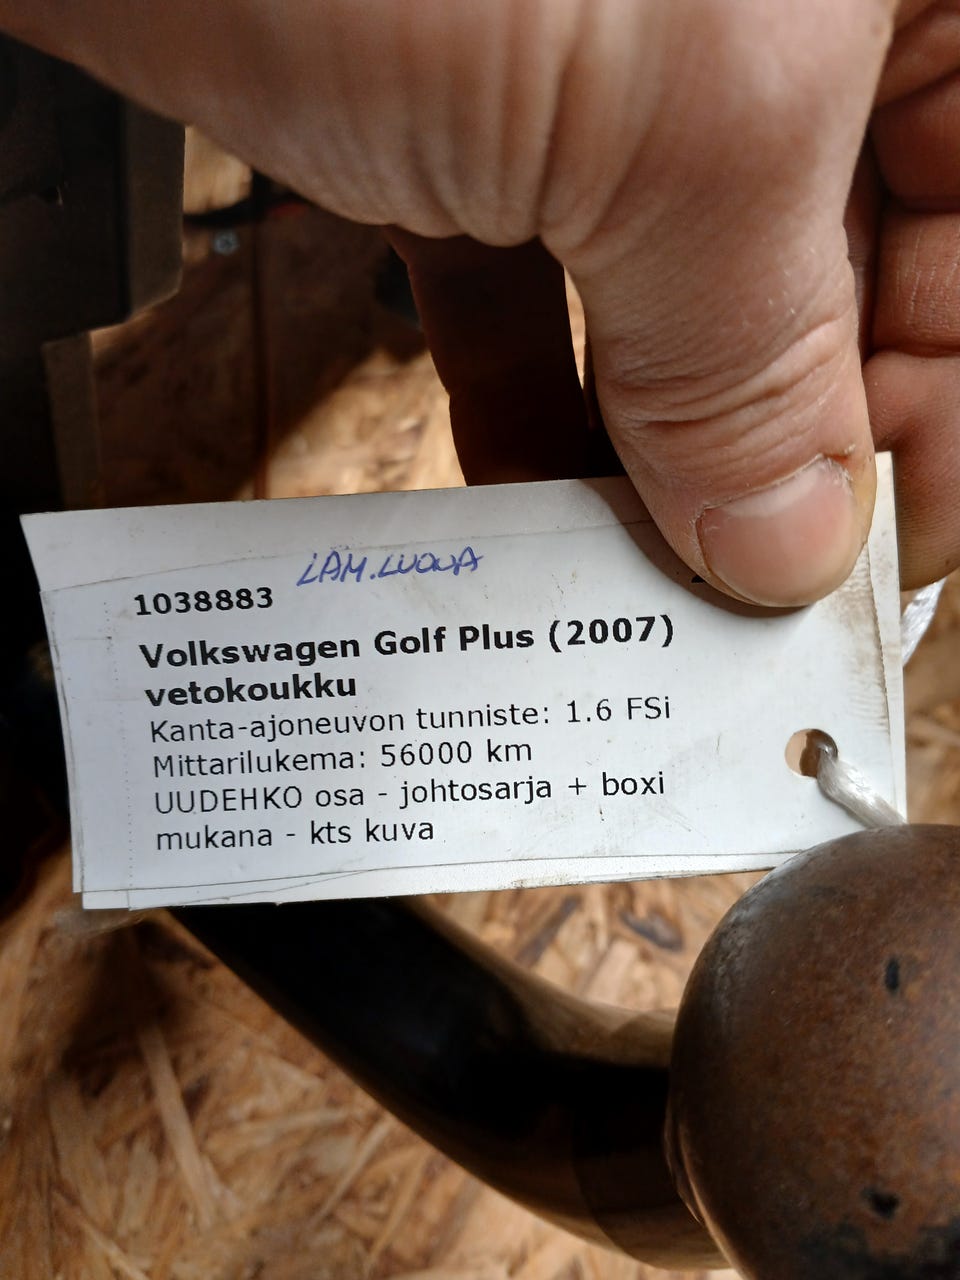 LÄM.LUOLA
1038883
Volkswagen Golf Plus (2007)
vetokoukku
Kanta-ajoneuvon tunniste: 1.6 FSi
Mittarilukema: 56000 km
UUDEHKO osa - johtosarja + boxi
mukana - kts kuva